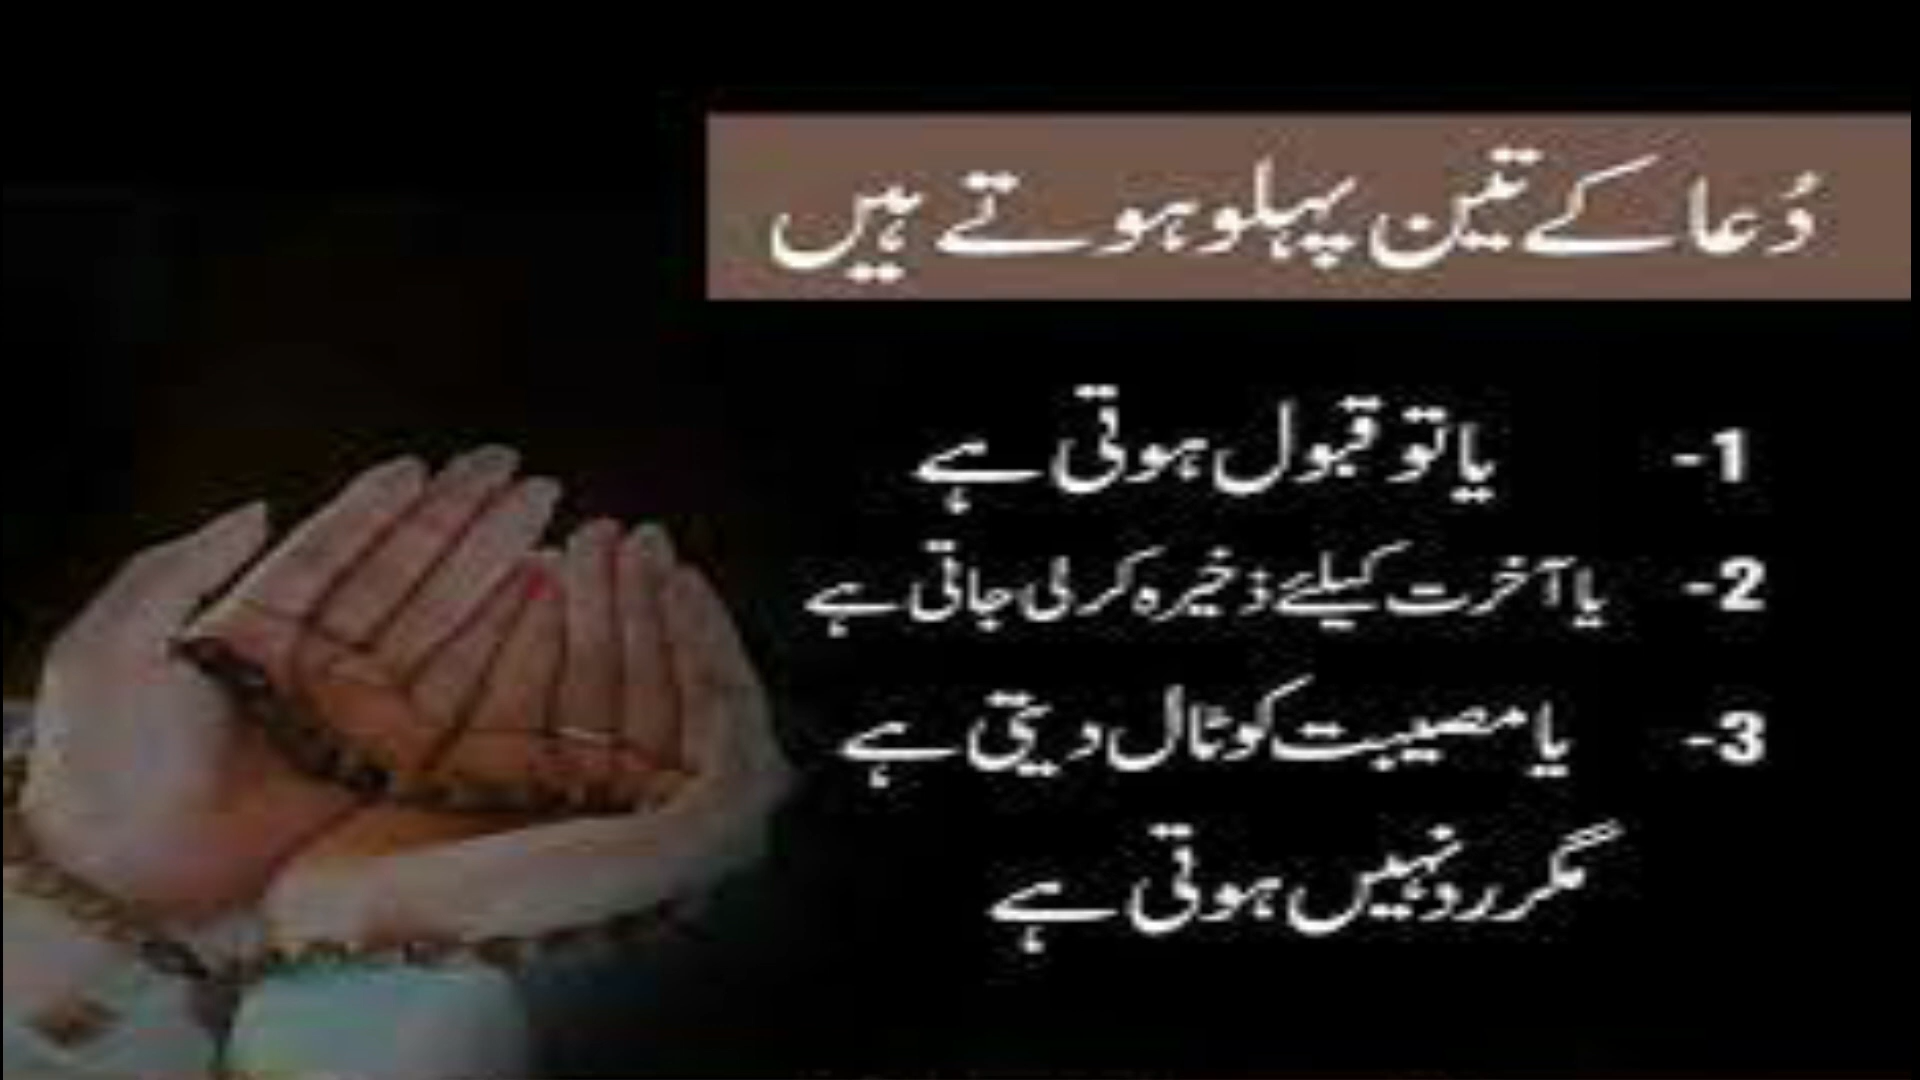 دُعا کے تین پہلو ہوتے ہیں
1- یا تو قبول ہوتی ہے
2- یا آخرت کیلئے ذخیرہ کر لی جاتی ہے
3- یا مصیبت کو ٹال دیتی ہے
مگر رد نہیں ہوتی ہے